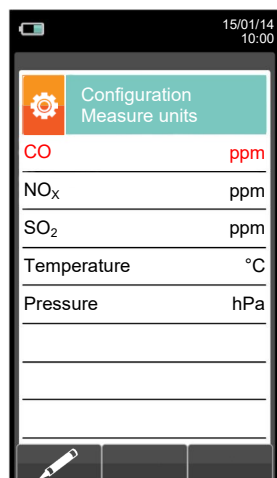 15/01/14
10:00
Configuration
Measure units
CO ppm
NOX ppm
SO2 ppm
Temperature °C
Pressure hPa